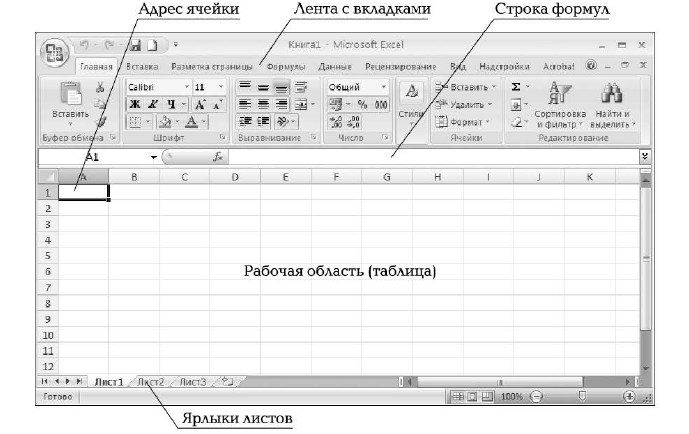 Адрес ячейки Лента с вкладками Строка формул
Книга1 - Microsoft Excel
Главная Вставка Разметка страницы Формулы Данные Рецензирование Вид Надстройки Acrobat
Calibri 11 Общий Вставить Σ
Ж К Ч А А % 000 Удалить
Вставить А ,00 Стили Формат Сортировка Найти и
и фильтр выделить
Буфер обмена Шрифт Выравнивание Число Ячейки Редактирование
A1 fx
A B C D E F G H I J K
1
2
3
4
5
6 Рабочая область (таблица)
7
8
9
10
11
12
Лист1 Лист2 Лист3
Готово 100%
Ярлыки листов